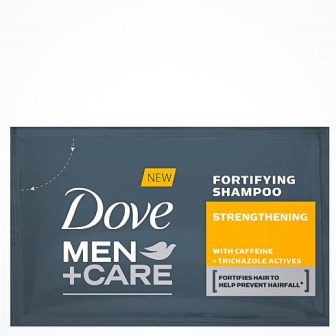 NEW
Dove
MEN
+CARE
FORTIFYING
SHAMPOO
STRENGTHENING
WITH CAFFEINE
+ TRICHAZOLE ACTIVES
FORTIFIES HAIR TO
HELP PREVENT HAIRFALL*